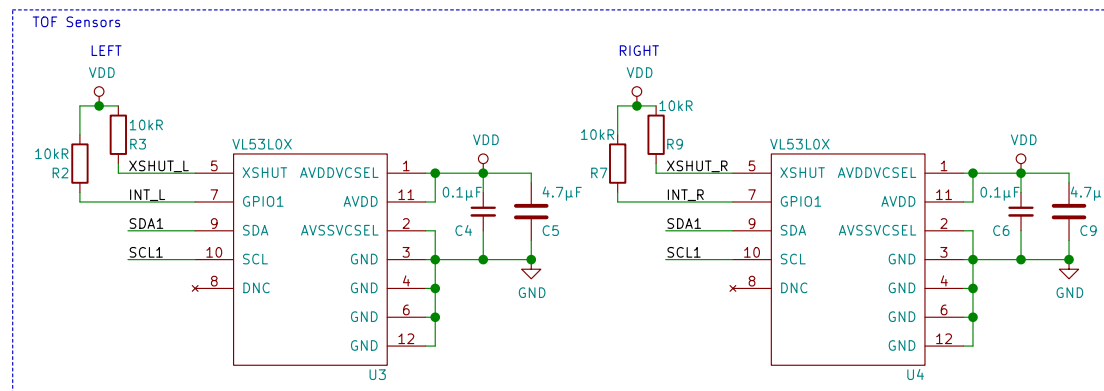 TOF Sensors
LEFT
VDD
10kR
R3
10kR
R2
VL53L0X
XSHUT_L 5 XSHUT AVDDVCSEL 1
INT_L 7 GPIO1 AVDD 11
SDA1 9 SDA AVSSVCSEL 2
SCL1 10 SCL GND 3
8 DNC GND 4
GND 6
GND 12
U3
VDD
0.1µF
C4
4.7µF
C5
GND
RIGHT
VDD
10kR
R9
10kR
R7
VL53L0X
XSHUT_R 5 XSHUT AVDDVCSEL 1
INT_R 7 GPIO1 AVDD 11
SDA1 9 SDA AVSSVCSEL 2
SCL1 10 SCL GND 3
8 DNC GND 4
GND 6
GND 12
U4
VDD
0.1µF
C6
4.7µ
C9
GND